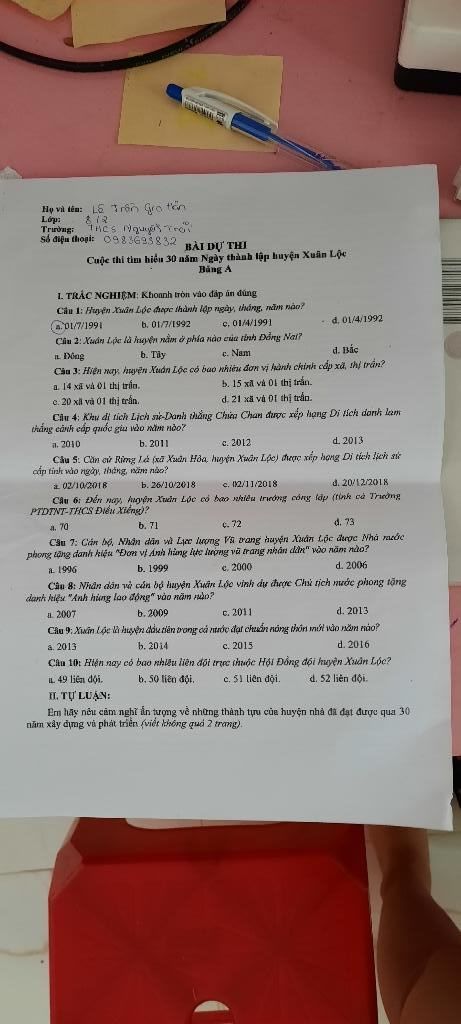 Họ và tên: Lê Trần Gia Hân
Lớp: 8/2
Trường: THCS Nguyễn Trãi
Số điện thoại: 0983693832
BÀI DỰ THI
Cuộc thi tìm hiểu 30 năm Ngày thành lập huyện Xuân Lộc
Bảng A
I. TRẮC NGHIỆM: Khoanh tròn vào đáp án đúng
Câu 1: Huyện Xuân Lộc được thành lập ngày, tháng, năm nào?
a. 01/7/1991 b. 01/7/1992 c. 01/4/1991 d. 01/4/1992
Câu 2: Xuân Lộc là huyện nằm ở phía nào của tỉnh Đồng Nai?
a. Đông b. Tây c. Nam d. Bắc
Câu 3: Hiện nay, huyện Xuân Lộc có bao nhiêu đơn vị hành chính cấp xã, thị trấn?
a. 14 xã và 01 thị trấn. b. 15 xã và 01 thị trấn.
c. 20 xã và 01 thị trấn. d. 21 xã và 01 thị trấn.
Câu 4: Khu di tích Lịch sử-Danh thắng Chứa Chan được xếp hạng Di tích danh lam
thắng cảnh cấp quốc gia vào năm nào?
a. 2010 b. 2011 c. 2012 d. 2013
Câu 5: Căn cứ Rừng Lá (xã Xuân Hòa, huyện Xuân Lộc) được xếp hạng Di tích lịch sử
cấp tỉnh vào ngày, tháng, năm nào?
a. 02/10/2018 b. 26/10/2018 c. 02/11/2018 d. 20/12/2018
Câu 6: Đến nay, huyện Xuân Lộc có bao nhiêu trường công lập (tính cả Trường
PTDTNT-THCS Điểu Xiểng)?
a. 70 b. 71 c. 72 d. 73
Câu 7: Cán bộ, Nhân dân và Lực lượng Vũ trang huyện Xuân Lộc được Nhà nước
phong tặng danh hiệu "Đơn vị Anh hùng lực lượng vũ trang nhân dân" vào năm nào?
a. 1996 b. 1999 c. 2000 d. 2006
Câu 8: Nhân dân và cán bộ huyện Xuân Lộc vinh dự được Chủ tịch nước phong tặng
danh hiệu "Anh hùng lao động" vào năm nào?
a. 2007 b. 2009 c. 2011 d. 2013
Câu 9: Xuân Lộc là huyện đầu tiên trong cả nước đạt chuẩn nông thôn mới vào năm nào?
a. 2013 b. 2014 c. 2015 d. 2016
Câu 10: Hiện nay có bao nhiêu liên đội trực thuộc Hội Đồng đội huyện Xuân Lộc?
a. 49 liên đội. b. 50 liên đội. c. 51 liên đội. d. 52 liên đội.
II. TỰ LUẬN:
Em hãy nêu cảm nghĩ ấn tượng về những thành tựu của huyện nhà đã đạt được qua 30
năm xây dựng và phát triển (viết không quá 2 trang).